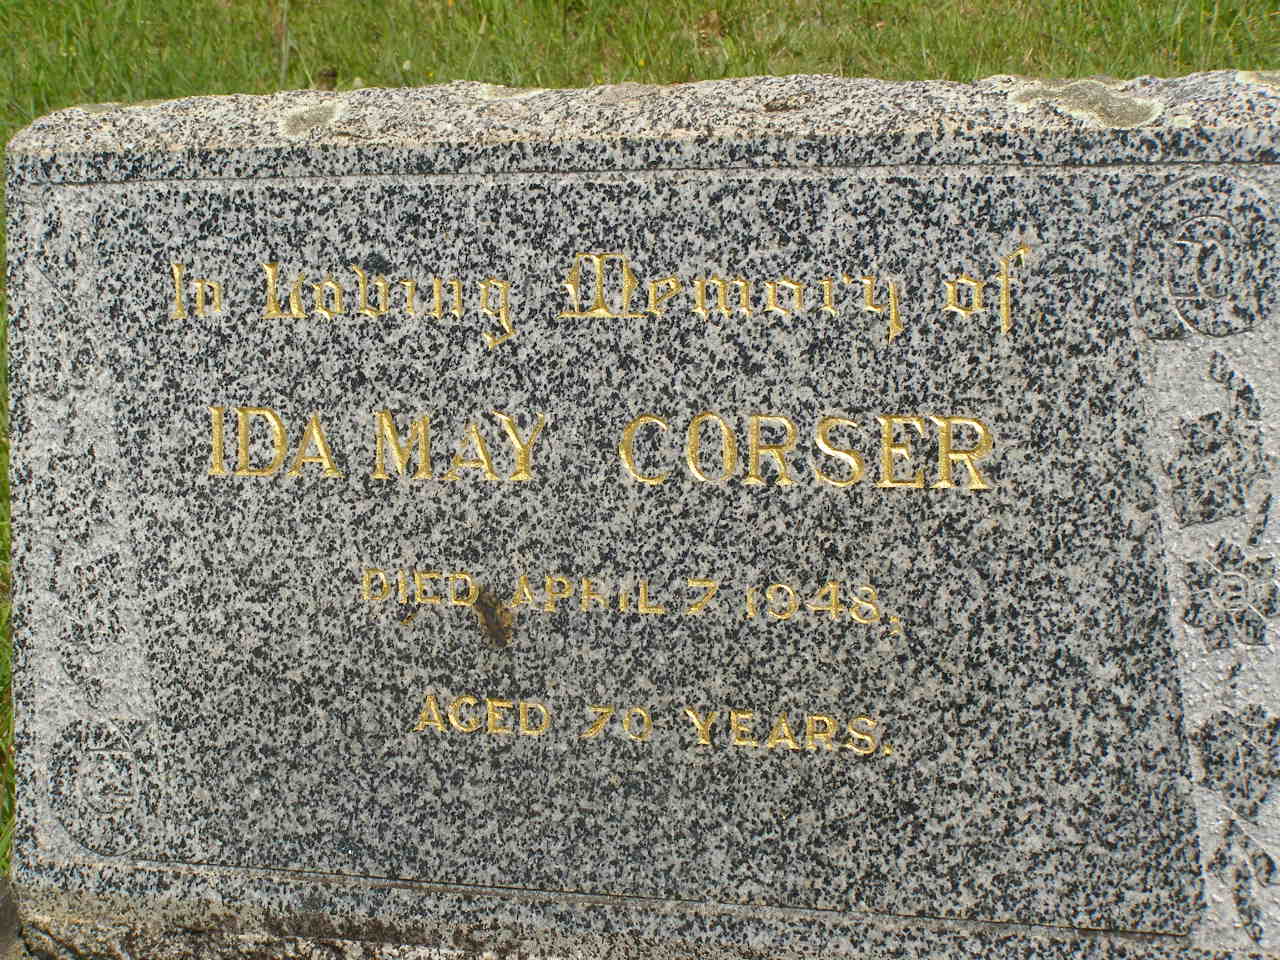 In Loving Memory of
IDA MAY CORSER
DIED APRIL 7 1948,
AGED 70 YEARS.